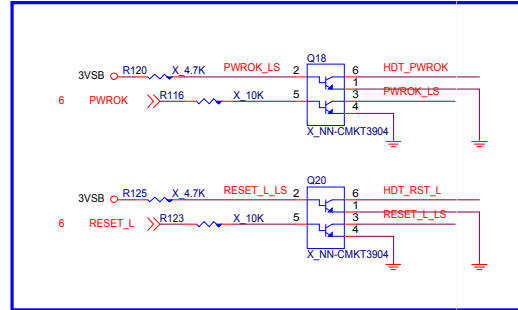 Q18
R120 X_4.7K PWROK_LS 2 6 HDT_PWROK
3VSB 1
6 PWROK R116 X_10K 5 3 PWROK_LS
4
X_NN-CMKT3904
Q20
R125 X_4.7K RESET_L_LS 2 6 HDT_RST_L
3VSB 1
6 RESET_L R123 X_10K 5 3 RESET_L_LS
4
X_NN-CMKT3904